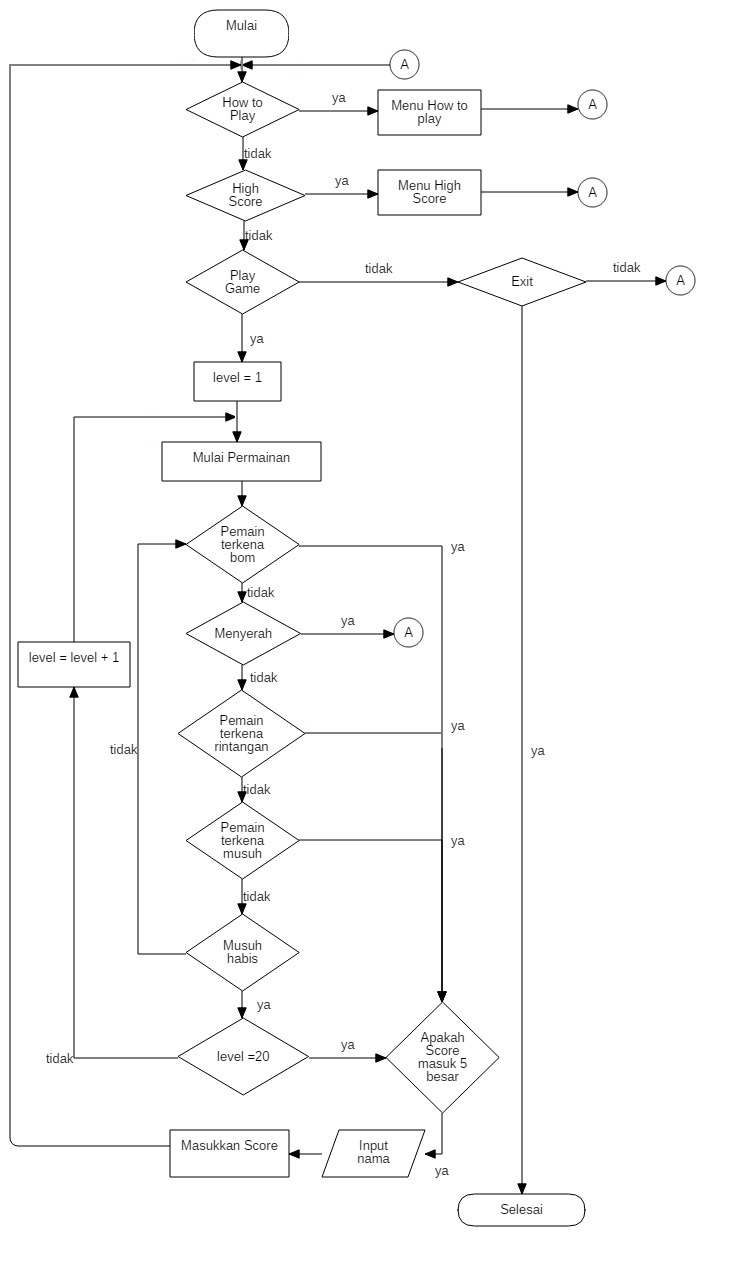 Mulai
A
How to
Play
ya
Menu How to
play
A
tidak
High
Score
ya
Menu High
Score
A
tidak
Play
Game
tidak
Exit
tidak
A
ya
level = 1
Mulai Permainan
Pemain
terkena
bom
ya
tidak
Menyerah
ya
A
level = level + 1
tidak
Pemain
terkena
rintangan
ya
tidak
ya
tidak
Pemain
terkena
musuh
ya
tidak
Musuh
habis
ya
level =20
ya
tidak
Apakah
Score
masuk 5
besar
Masukkan Score
Input
nama
ya
Selesai